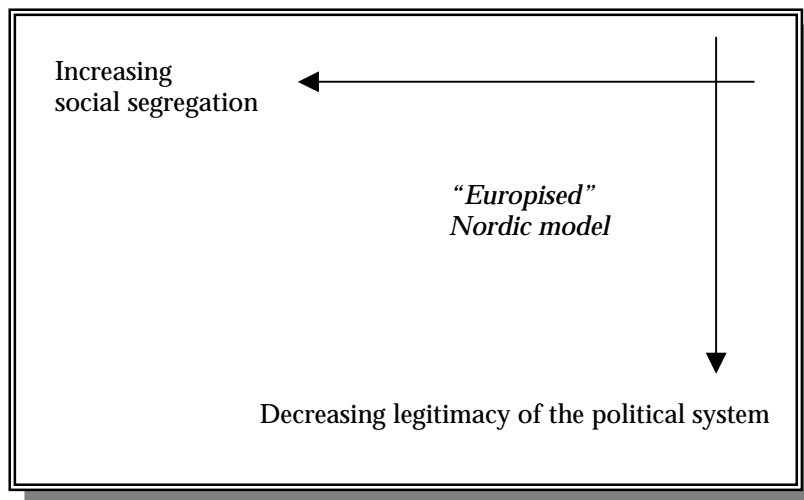 Increasing
social segregation
“Europised”
Nordic model
Decreasing legitimacy of the political system